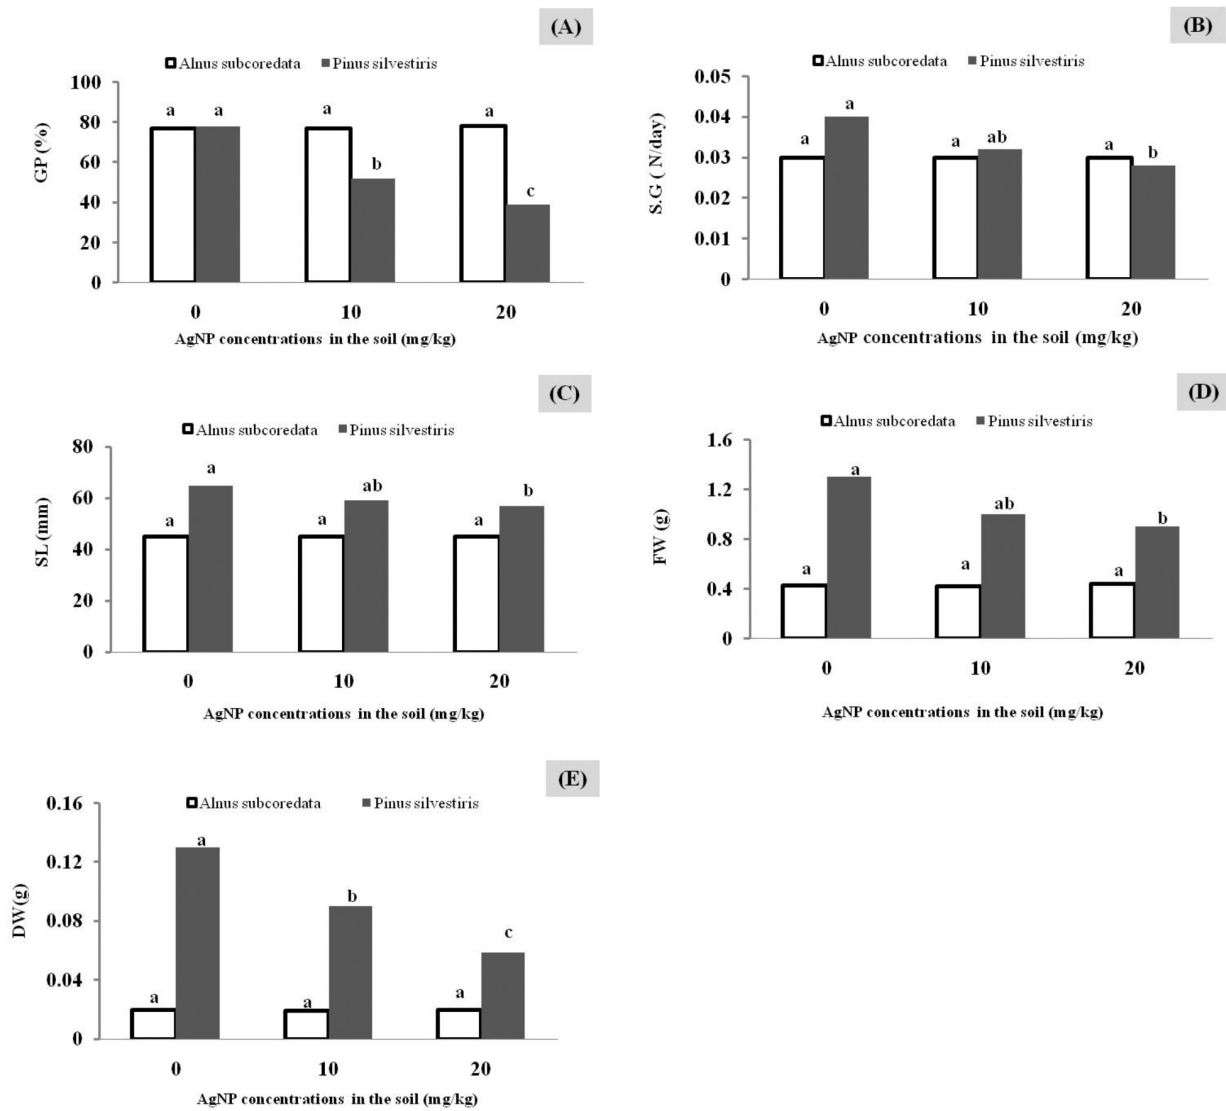 (A)
Alnus subcoredata Pinus silvestiris
100
80
60
40
20
0
GP (%)
a a a b a c
0 10 20
AgNP concentrations in the soil (mg/kg)
(B)
Alnus subcoredata Pinus silvestiris
0.05
0.04
0.03
0.02
0.01
0
S.G ( N/day)
a a a ab a b
0 10 20
AgNP concentrations in the soil (mg/kg)
(C)
Alnus subcoredata Pinus silvestiris
80
60
40
20
0
SL (mm)
a a a ab a b
0 10 20
AgNP concentrations in the soil (mg/kg)
(D)
Alnus subcoredata Pinus silvestiris
1.6
1.2
0.8
0.4
0
FW (g)
a a a ab a b
0 10 20
AgNP concentrations in the soil (mg/kg)
(E)
Alnus subcoredata Pinus silvestiris
0.16
0.12
0.08
0.04
0
DW(g)
a a a b a c
0 10 20
AgNP concentrations in the soil (mg/kg)